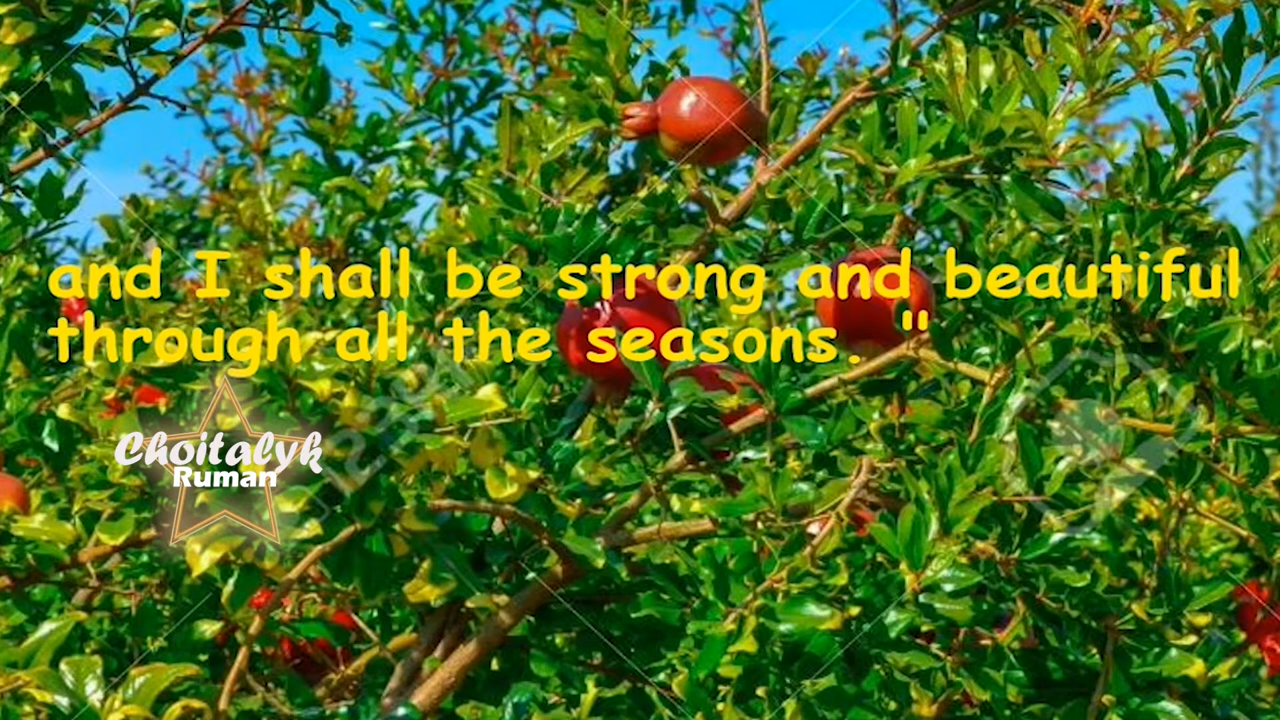 and I shall be strong and beautiful
through all the seasons. "
Choitalyk
Ruman